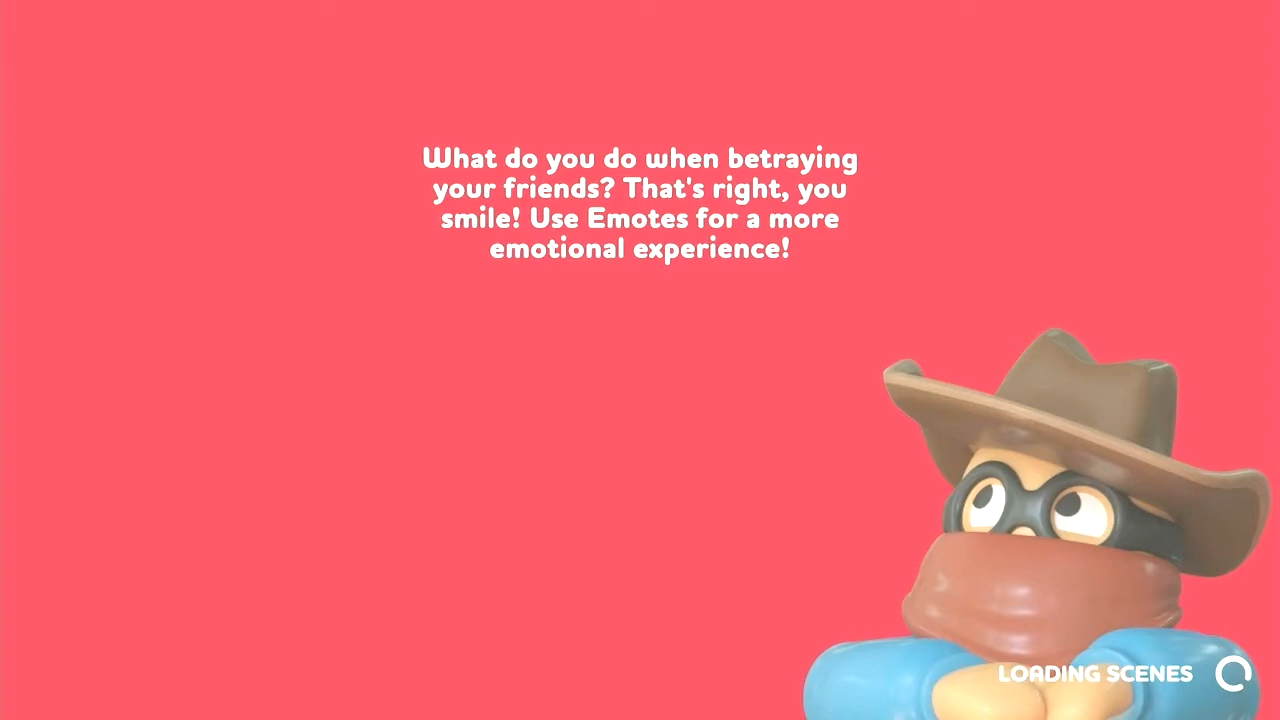 What do you do when betraying
your friends? That's right, you
smile! Use Emotes for a more
emotional experience!
LOADING SCENES